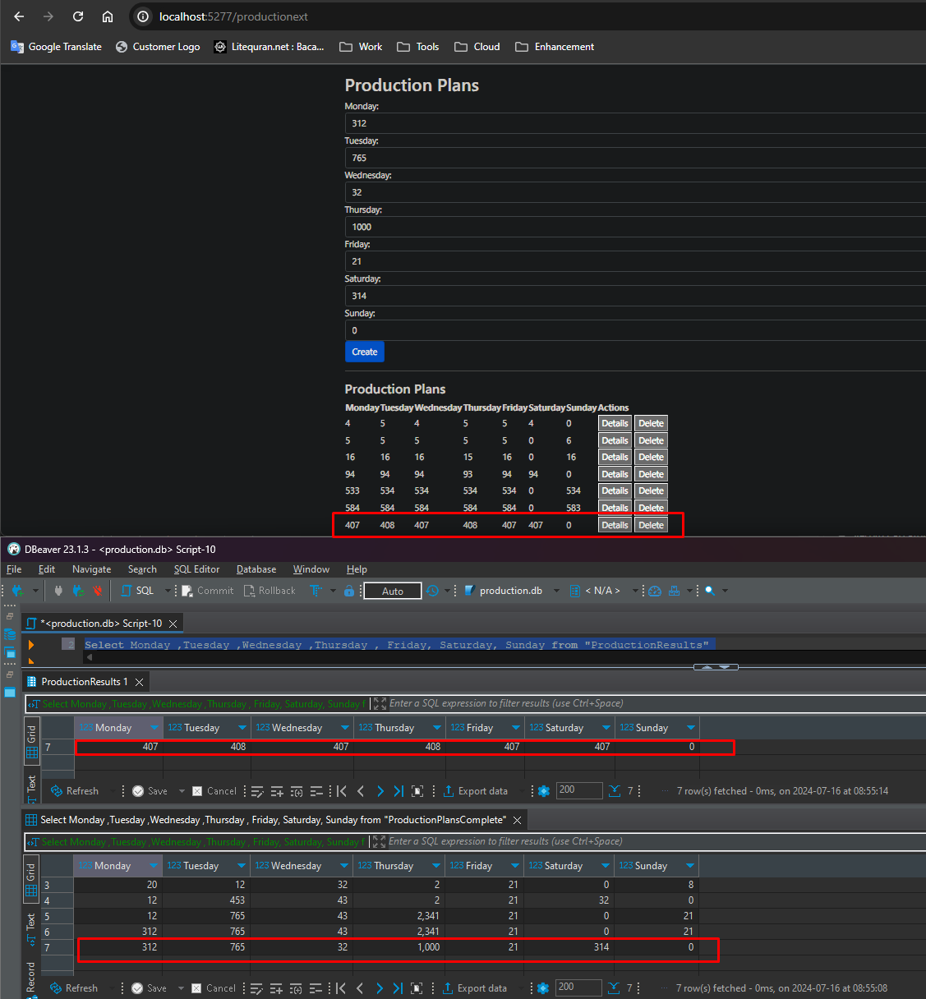 localhost:5277/productionext
Google Translate Customer Logo Litequran.net : Baca... Work Tools Cloud Enhancement
Production Plans
Monday:
312
Tuesday:
765
Wednesday:
32
Thursday:
1000
Friday:
21
Saturday:
314
Sunday:
0
Create
Production Plans
Monday Tuesday Wednesday Thursday Friday Saturday Sunday Actions
4 5 4 5 5 4 0 Details Delete
5 5 5 5 5 0 6 Details Delete
16 16 16 15 16 0 16 Details Delete
94 94 94 93 94 94 0 Details Delete
533 534 534 534 534 0 534 Details Delete
584 584 584 584 584 0 583 Details Delete
407 408 407 408 407 407 0 Details Delete
DBeaver 23.1.3 - <production.db> Script-10
File Edit Navigate Search SQL Editor Database Window Help
SQL Commit Rollback T Auto production.db < N/A >
*<production.db> Script-10
2 Select Monday ,Tuesday ,Wednesday ,Thursday , Friday, Saturday, Sunday from "ProductionResults"
ProductionResults 1
Select Monday ,Tuesday ,Wednesday ,Thursday , Friday, Saturday, Sunday f Enter a SQL expression to filter results (use Ctrl+Space)
Grid 123 Monday 123 Tuesday 123 Wednesday 123 Thursday 123 Friday 123 Saturday 123 Sunday
7 407 408 407 408 407 407 0
Text
Refresh Save Cancel Export data 200 7 7 row(s) fetched - 0ms, on 2024-07-16 at 08:55:14
Select Monday ,Tuesday ,Wednesday ,Thursday , Friday, Saturday, Sunday from "ProductionPlansComplete"
Select Monday ,Tuesday ,Wednesday ,Thursday , Friday, Saturday, Sunday f Enter a SQL expression to filter results (use Ctrl+Space)
Grid 123 Monday 123 Tuesday 123 Wednesday 123 Thursday 123 Friday 123 Saturday 123 Sunday
3 20 12 32 2 21 0 8
4 12 453 43 2 21 32 0
5 12 765 43 2,341 21 0 21
Text
6 312 765 43 2,341 21 0 21
7 312 765 32 1,000 21 314 0
Record
Refresh Save Cancel Export data 200 7 7 row(s) fetched - 0ms, on 2024-07-16 at 08:55:08